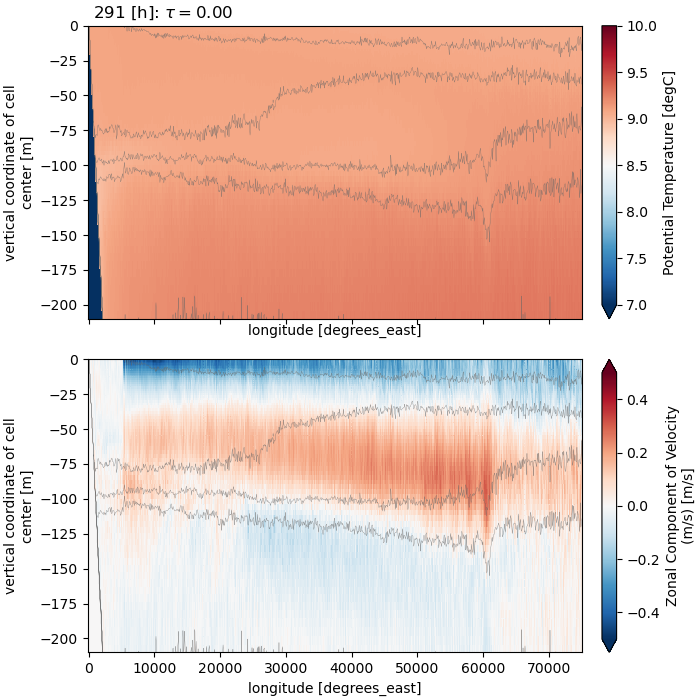 291 [h]: τ = 0.00
0
−25
−50
−75
−100
−125
−150
−175
−200
vertical coordinate of cell
center [m]
longitude [degrees_east]
10.0
9.5
9.0
8.5
8.0
7.5
7.0
Potential Temperature [degC]
0
−25
−50
−75
−100
−125
−150
−175
−200
vertical coordinate of cell
center [m]
0 10000 20000 30000 40000 50000 60000 70000
longitude [degrees_east]
0.4
0.2
0.0
−0.2
−0.4
Zonal Component of Velocity
(m/s) [m/s]